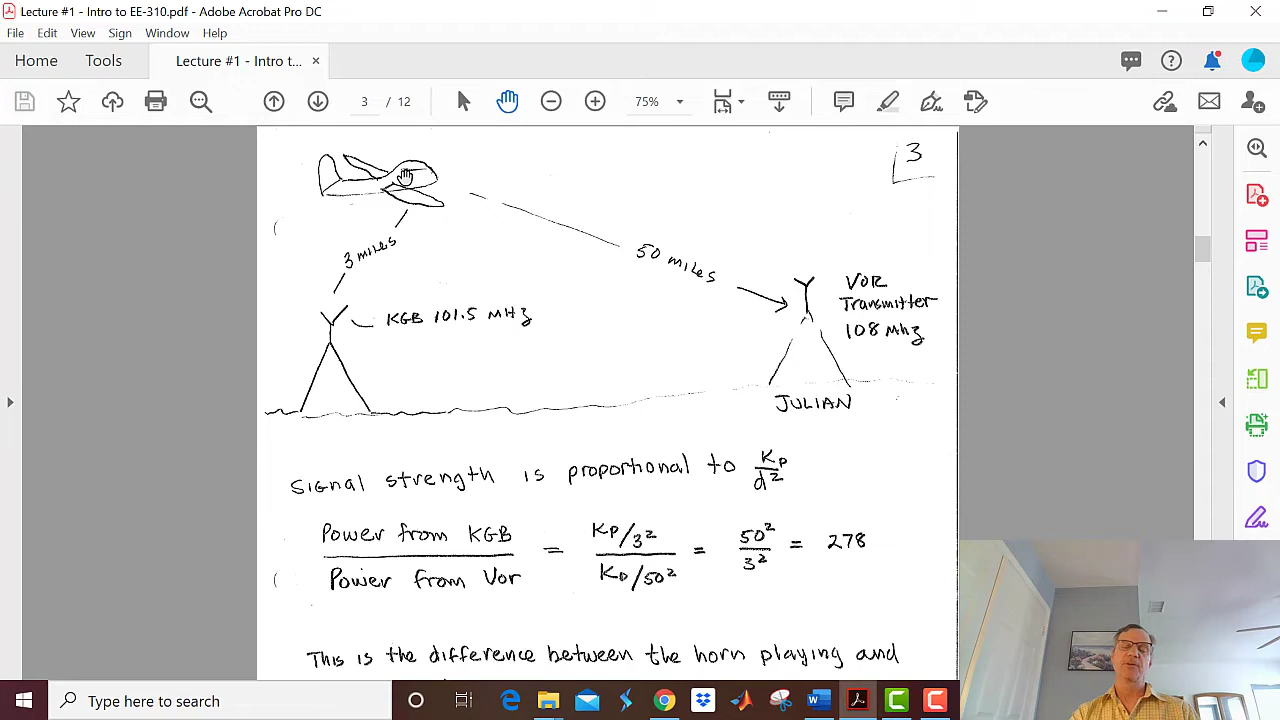 Lecture #1 - Intro to EE-310.pdf - Adobe Acrobat Pro DC
File Edit View Sign Window Help
Home Tools Lecture #1 - Intro t... ×
3 / 12 75%
3
3 miles
50 miles
KGB 101.5 MHz
VOR
Transmitter
108 Mhz
JULIAN
Signal strength is proportional to Kp/d²
Power from KGB / Power from Vor = Kp/3² / Kp/50² = 50²/3² = 278
This is the difference between the horn playing and
Type here to search